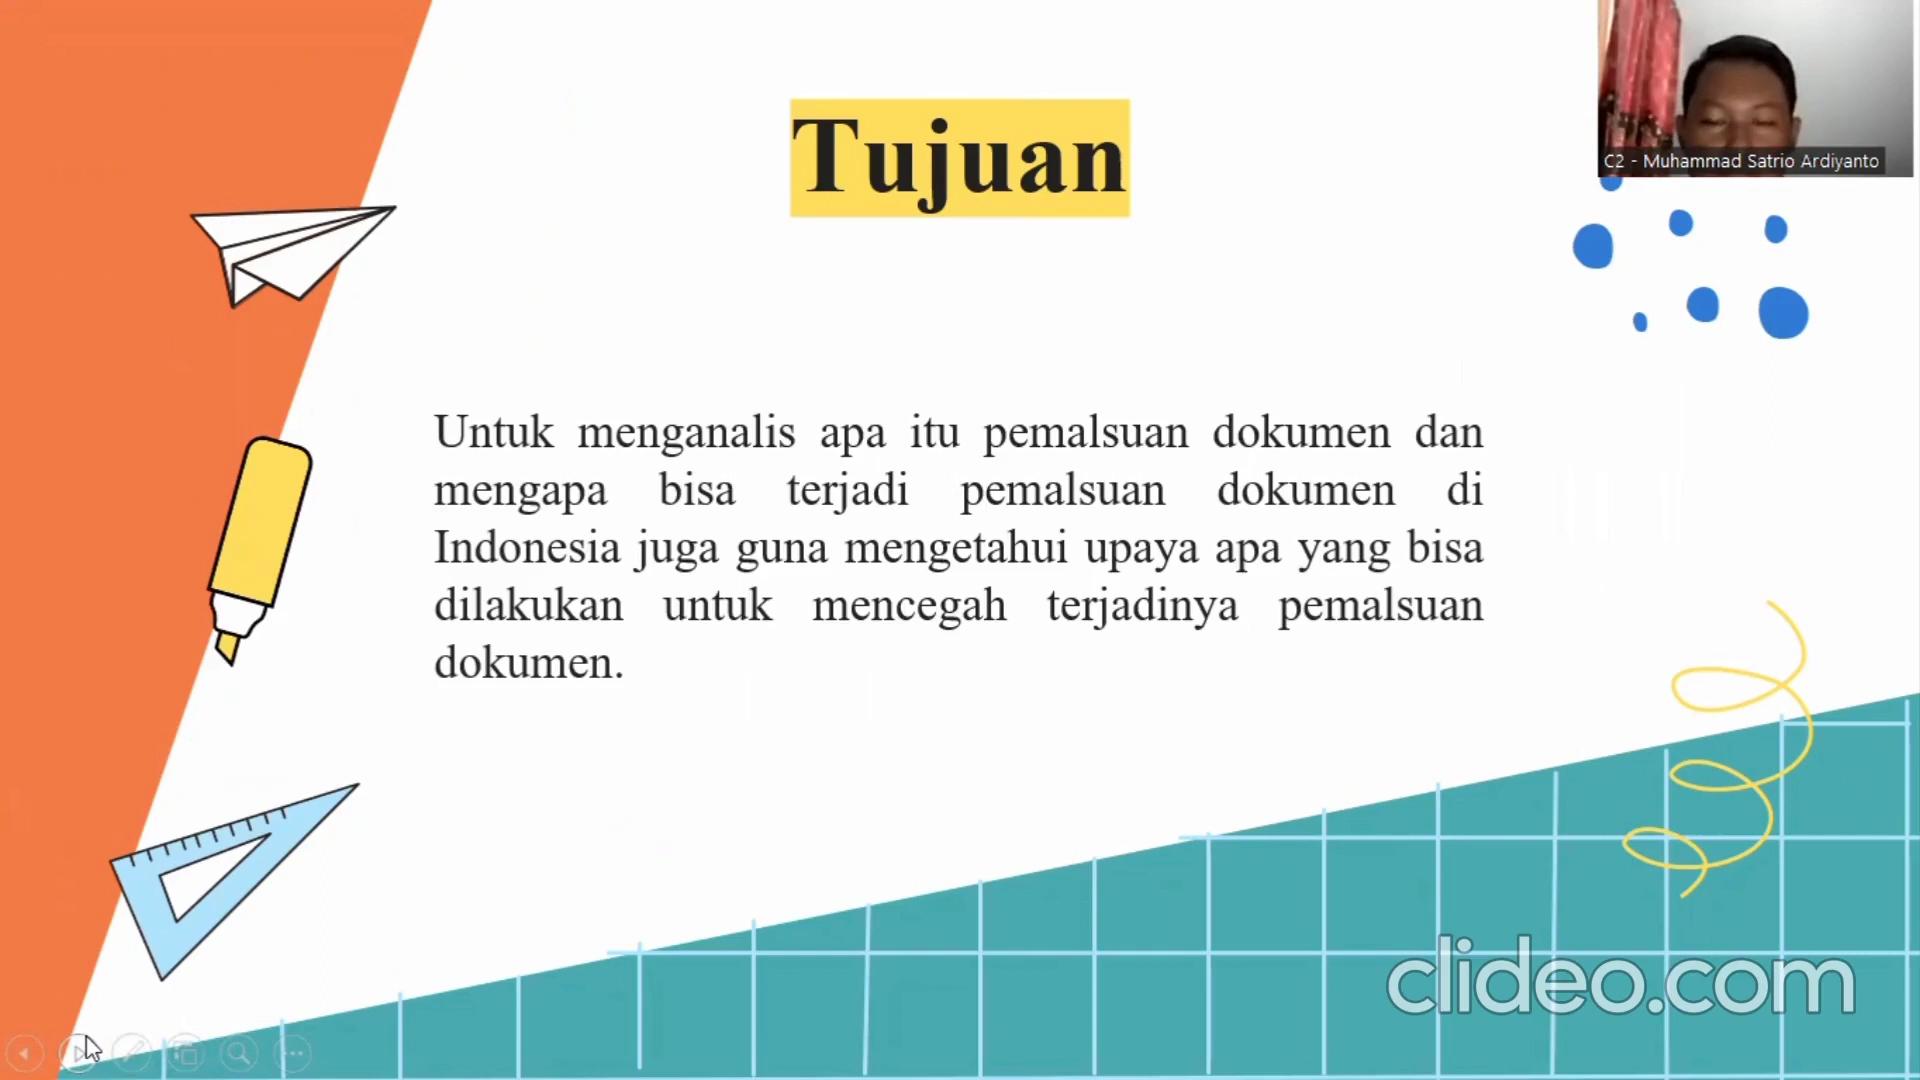 Tujuan
C2 - Muhammad Satrio Ardiyanto
Untuk menganalis apa itu pemalsuan dokumen dan
mengapa bisa terjadi pemalsuan dokumen di
Indonesia juga guna mengetahui upaya apa yang bisa
dilakukan untuk mencegah terjadinya pemalsuan
dokumen.
clideo.com